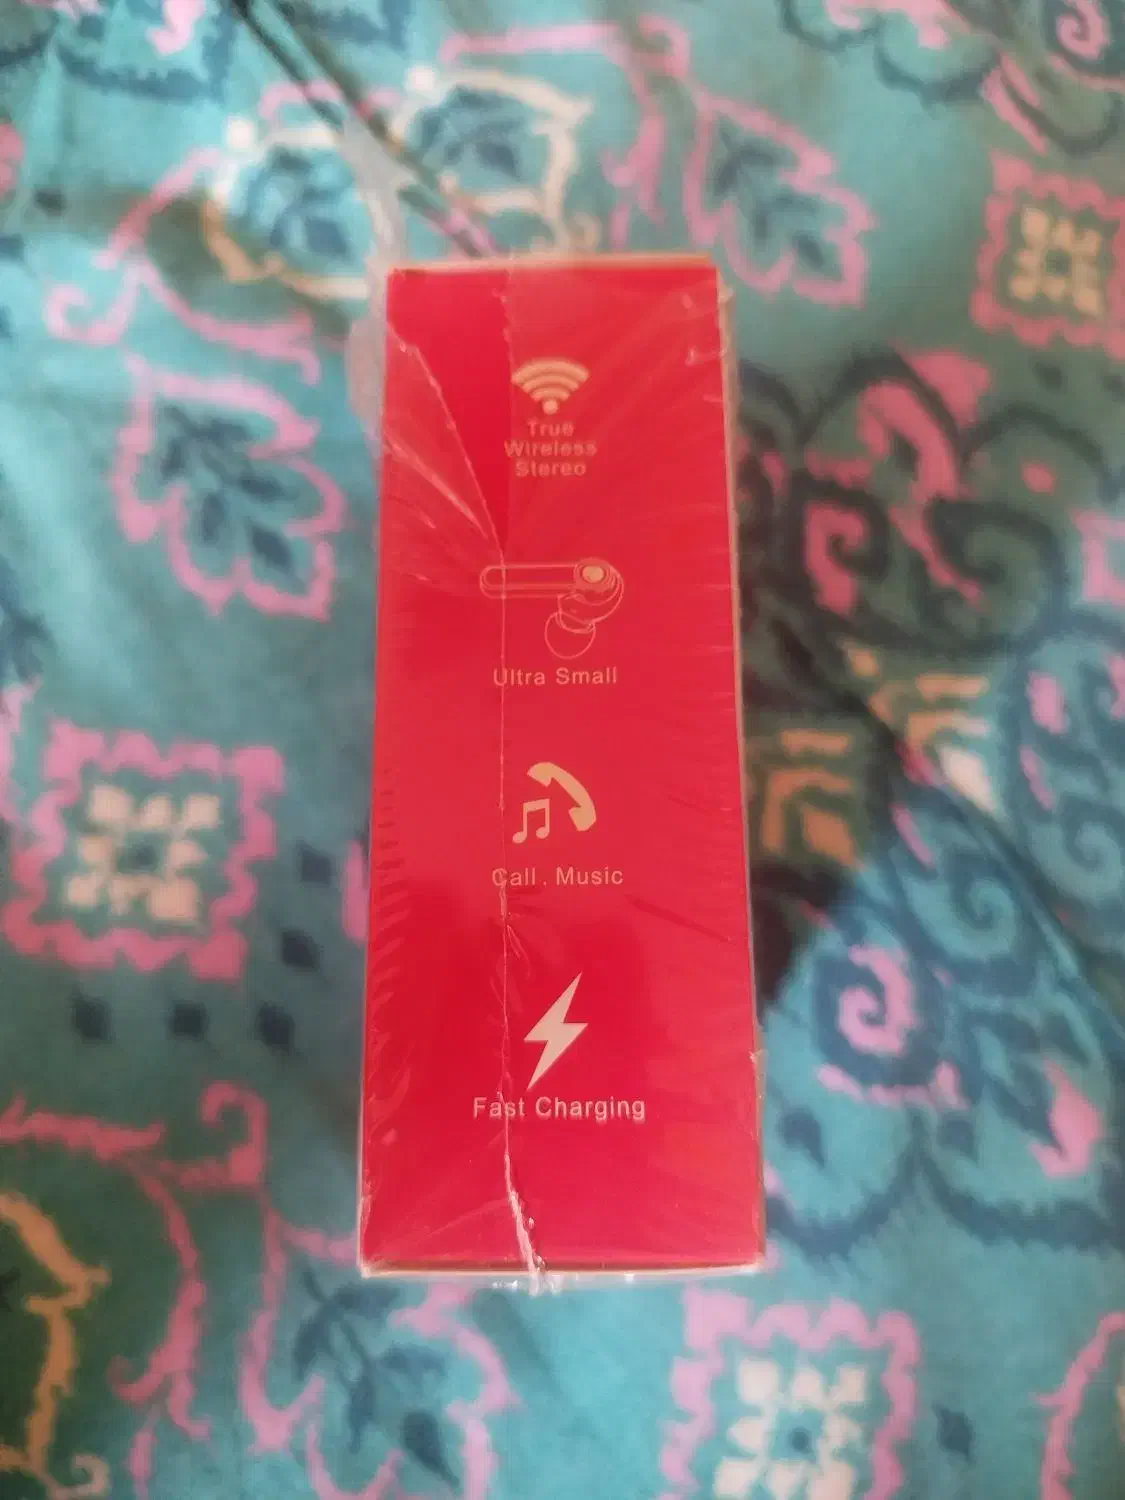 True
Wireless
Stereo
Ultra Small
Call . Music
Fast Charging